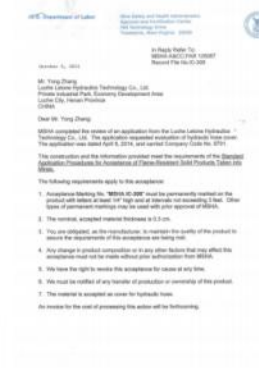 U.S. Department of Labor
Mine Safety and Health Administration
Approval and Certification Center
Triadelphia, West Virginia
In Reply Refer To:
October 5, 2011
Mr. Yong Zhang
Luohe Letone Hydraulics Technology Co., Ltd.
Private Industrial Park, Economy Development Area
Luohe City, Henan Province
CHINA
Dear Mr. Yong Zhang:
MSHA completed the review of an application from the Luohe Letone Hydraulics
Technology Co., Ltd. The application requested evaluation of hydraulic hose cover.
The application was dated April and carried Company Code No.
The construction and the information provided meet the requirements of the Standard
Application Procedures for Acceptance of Flame-Resistant Solid Products Taken into
Mines.
The following requirements apply to this acceptance:
1. Acceptance Marking No. must be permanently marked on the
product with letters at least 1/4" high and at intervals not exceeding 3 feet. Other
types of permanent markings may be used with prior approval of MSHA.
2. The nominal, accepted material thickness is 0.3 cm.
3. You are obligated, as the manufacturer, to maintain the quality of the product to
assure the requirements of this acceptance are being met.
4. Any change in product composition or in any other factors that may affect this
acceptance must not be made without prior authorization from MSHA.
5. We have the right to revoke this acceptance for cause at any time.
6. We must be notified of any transfer of production or ownership of this product.
7. The material is accepted as cover for hydraulic hose.
An invoice for the cost of processing this action will be forthcoming.